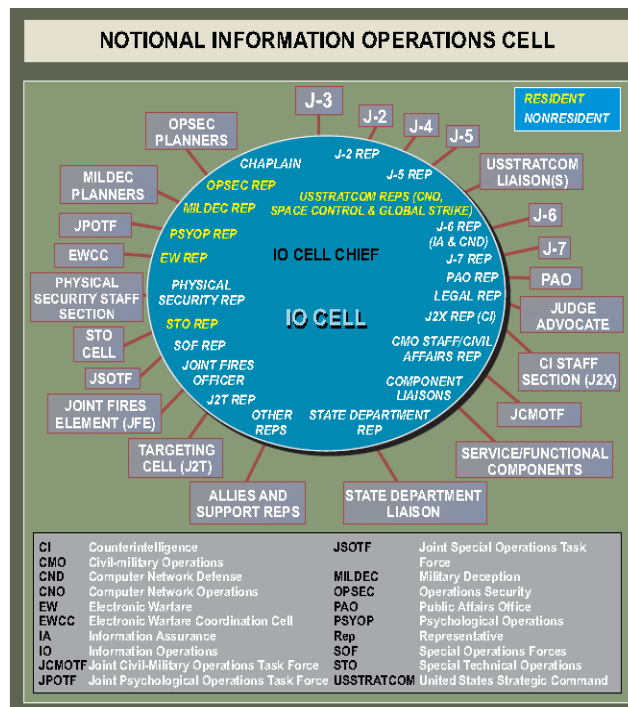 NOTIONAL INFORMATION OPERATIONS CELL
RESIDENT
NONRESIDENT
J-3
J-2
J-4
J-5
OPSEC
PLANNERS
MILDEC
PLANNERS
JPOTF
EWCC
PHYSICAL
SECURITY STAFF
SECTION
STO
CELL
JSOTF
JOINT FIRES
ELEMENT (JFE)
TARGETING
CELL (J2T)
ALLIES AND
SUPPORT REPS
STATE DEPARTMENT
LIAISON
USSTRATCOM
LIAISON(S)
J-6
J-7
PAO
JUDGE
ADVOCATE
CI STAFF
SECTION (J2X)
JCMOTF
SERVICE/FUNCTIONAL
COMPONENTS
CHAPLAIN
J-2 REP
J-5 REP
OPSEC REP
USSTRATCOM REPS (CNO,
SPACE CONTROL & GLOBAL STRIKE)
MILDEC REP
PSYOP REP
EW REP
J-6 REP
(IA & CND)
J-7 REP
PAO REP
LEGAL REP
J2X REP (CI)
IO CELL CHIEF
PHYSICAL
SECURITY REP
IO CELL
STO REP
SOF REP
CMO STAFF/CIVIL
AFFAIRS REP
JOINT FIRES
OFFICER
COMPONENT
LIAISONS
J2T REP
OTHER
REPS
STATE DEPARTMENT
REP
CI Counterintelligence
CMO Civil-military Operations
CND Computer Network Defense
CNO Computer Network Operations
EW Electronic Warfare
EWCC Electronic Warfare Coordination Cell
IA Information Assurance
IO Information Operations
JCMOTF Joint Civil-Military Operations Task Force
JPOTF Joint Psychological Operations Task Force
JSOTF Joint Special Operations Task
Force
MILDEC Military Deception
OPSEC Operations Security
PAO Public Affairs Office
PSYOP Psychological Operations
Rep Representative
SOF Special Operations Forces
STO Special Technical Operations
USSTRATCOM United States Strategic Command